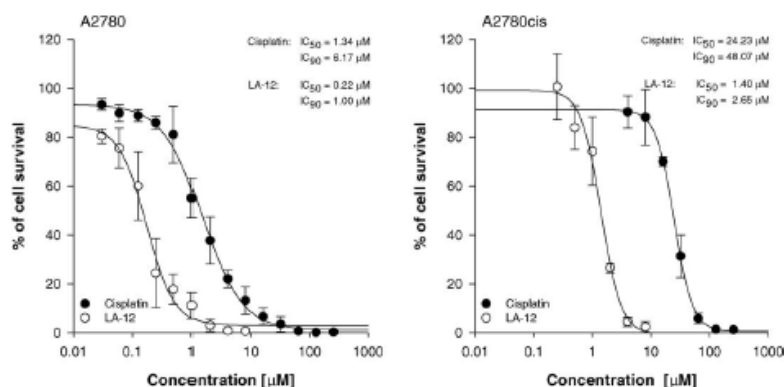 A2780
Cisplatin: IC50 = 1.34 µM
IC90 = 6.17 µM
LA-12: IC50 = 0.22 µM
IC90 = 1.00 µM
% of cell survival
120
100
80
60
40
20
0
Cisplatin
LA-12
0.01 0.1 1 10 100 1000
Concentration [µM]
A2780cis
Cisplatin: IC50 = 24.23 µM
IC90 = 48.07 µM
LA-12: IC50 = 1.40 µM
IC90 = 2.65 µM
% of cell survival
120
100
80
60
40
20
0
Cisplatin
LA-12
0.01 0.1 1 10 100 1000
Concentration [µM]